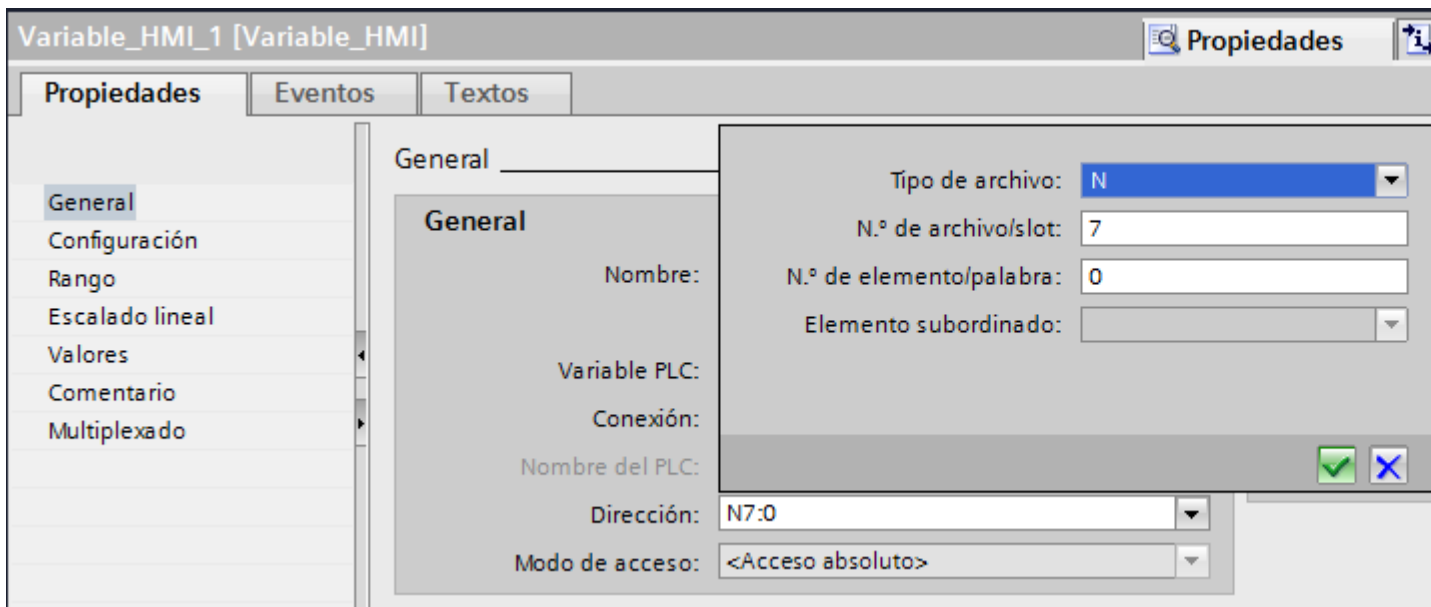 Variable_HMI_1 [Variable_HMI]
Propiedades
Propiedades
Eventos
Textos
General
Configuración
Rango
Escalado lineal
Valores
Comentario
Multiplexado
General
General
Nombre:
Variable PLC:
Conexión:
Nombre del PLC:
Dirección: N7:0
Modo de acceso: <Acceso absoluto>
Tipo de archivo: N
N.º de archivo/slot: 7
N.º de elemento/palabra: 0
Elemento subordinado: